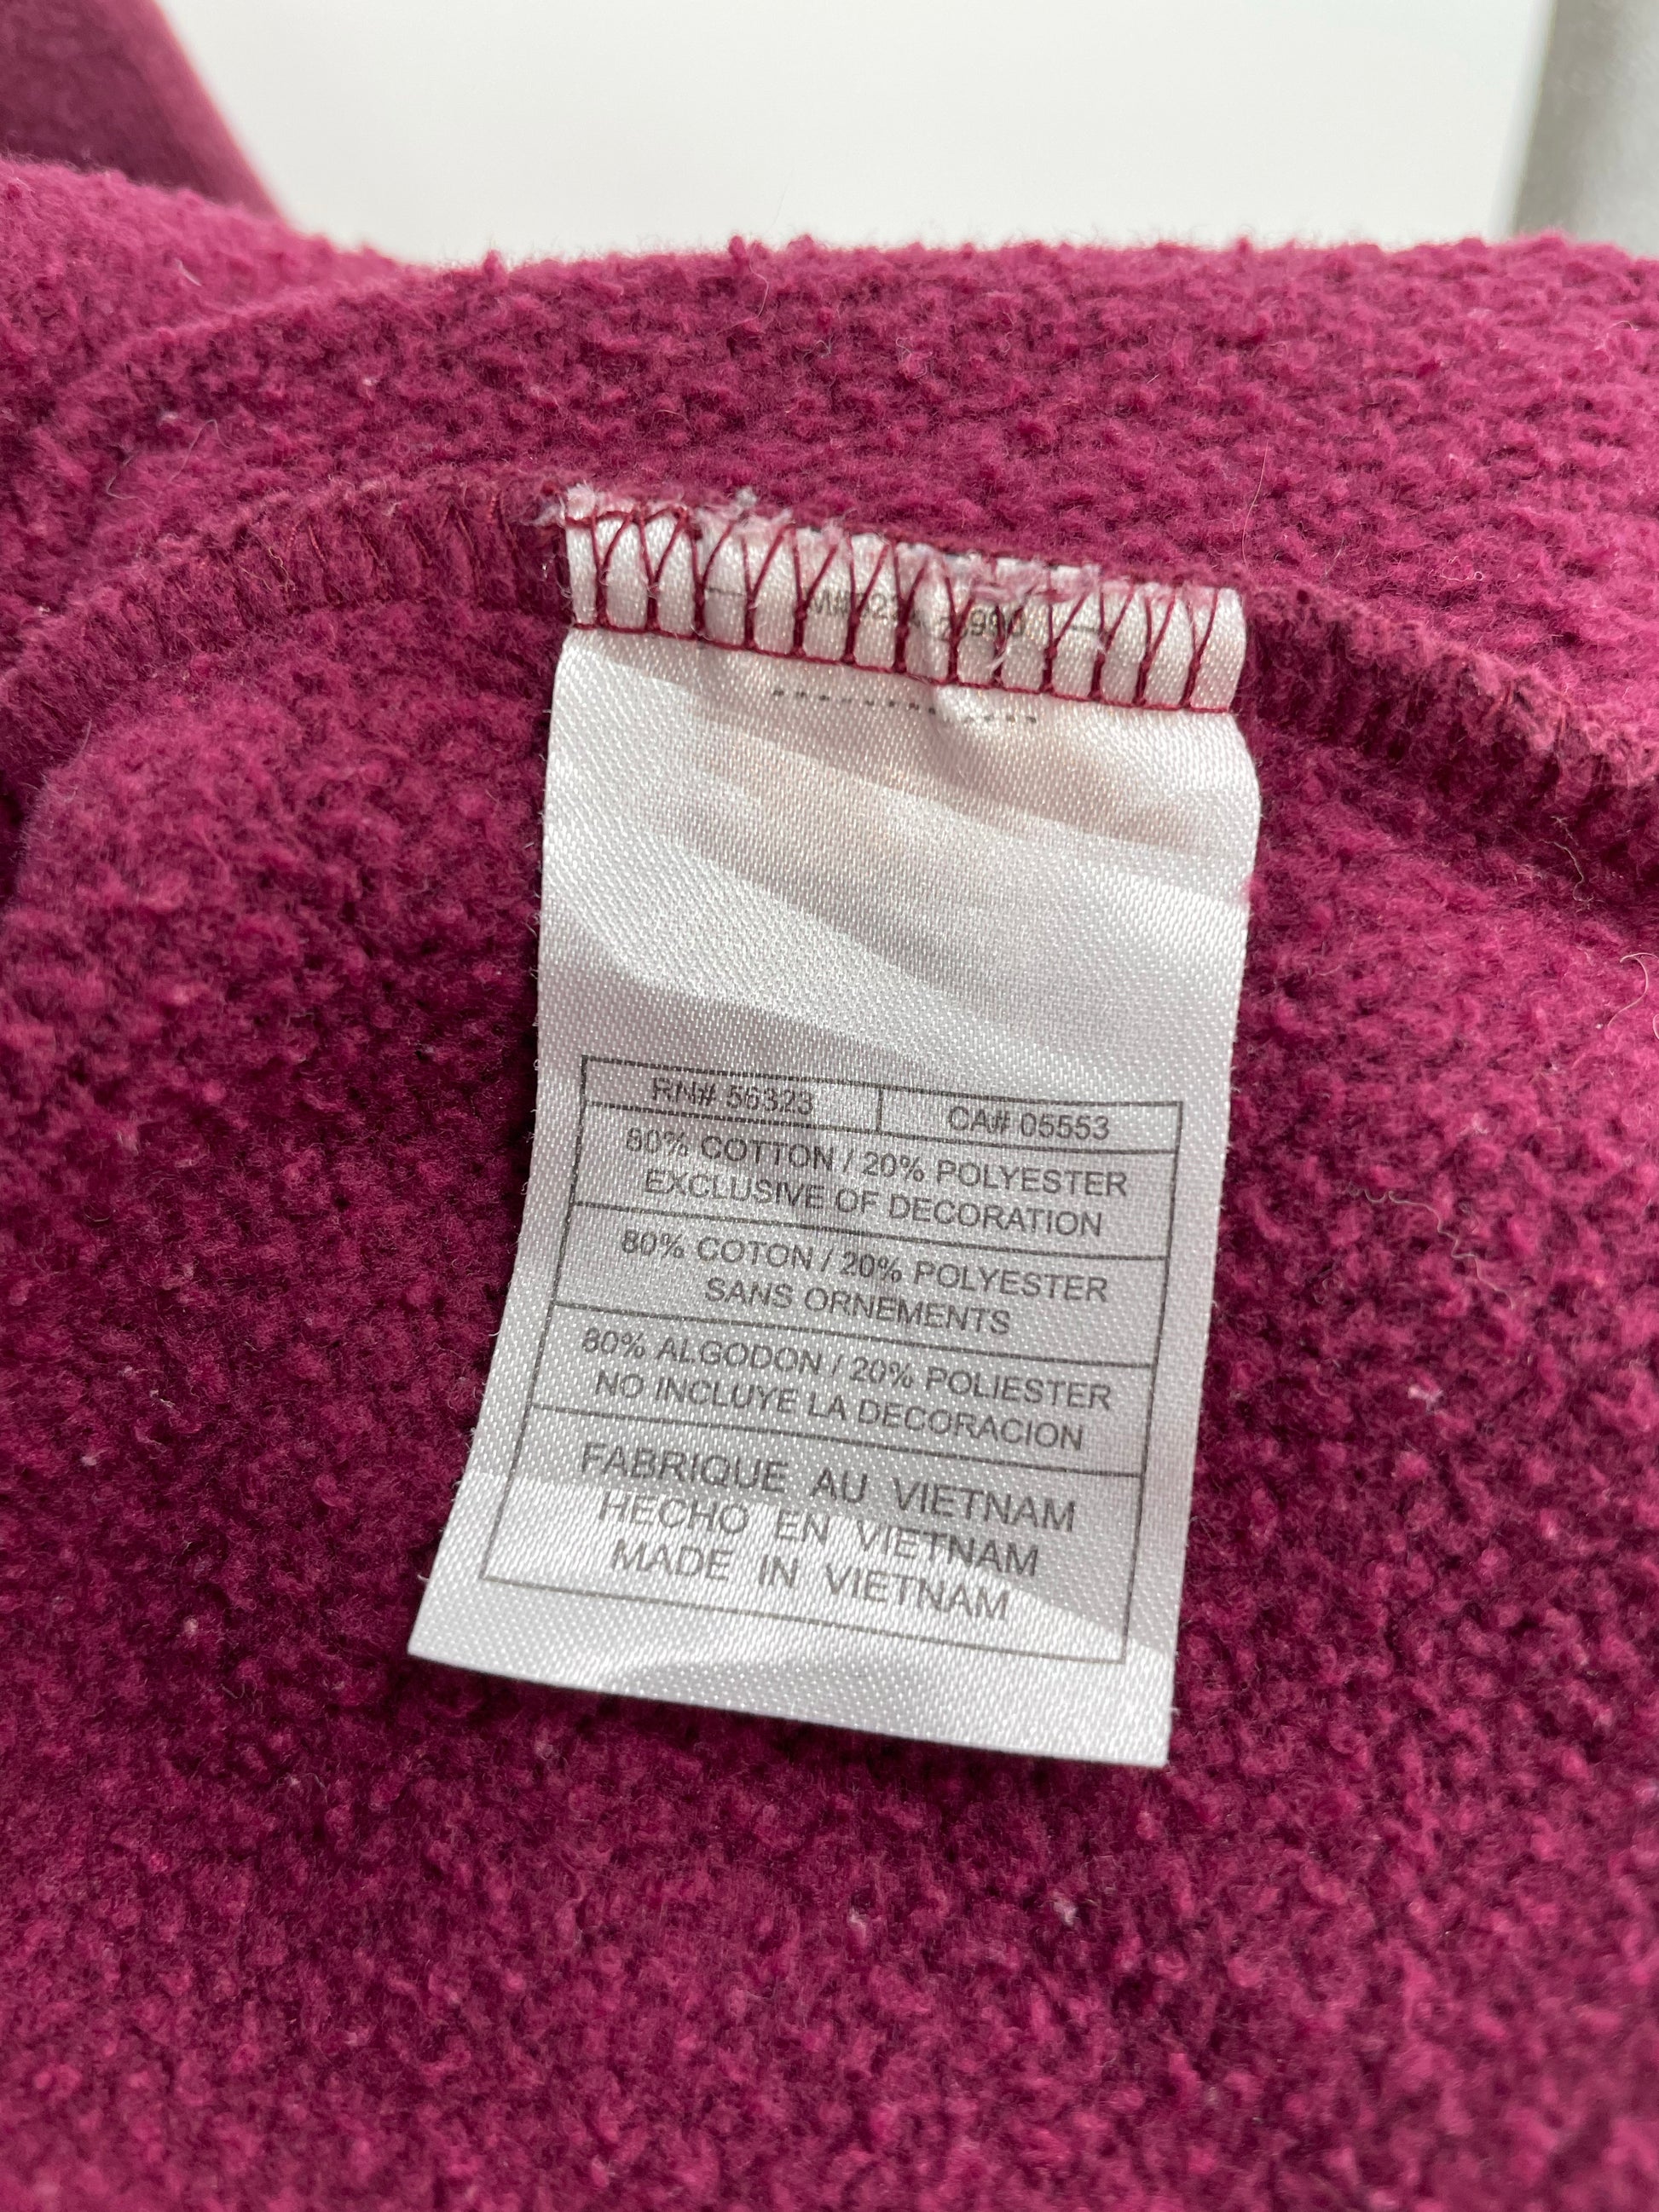 RN# 56323 CA# 05553
80% COTTON / 20% POLYESTER
EXCLUSIVE OF DECORATION
80% COTON / 20% POLYESTER
SANS ORNEMENTS
80% ALGODON / 20% POLIESTER
NO INCLUYE LA DECORACION
FABRIQUE AU VIETNAM
HECHO EN VIETNAM
MADE IN VIETNAM